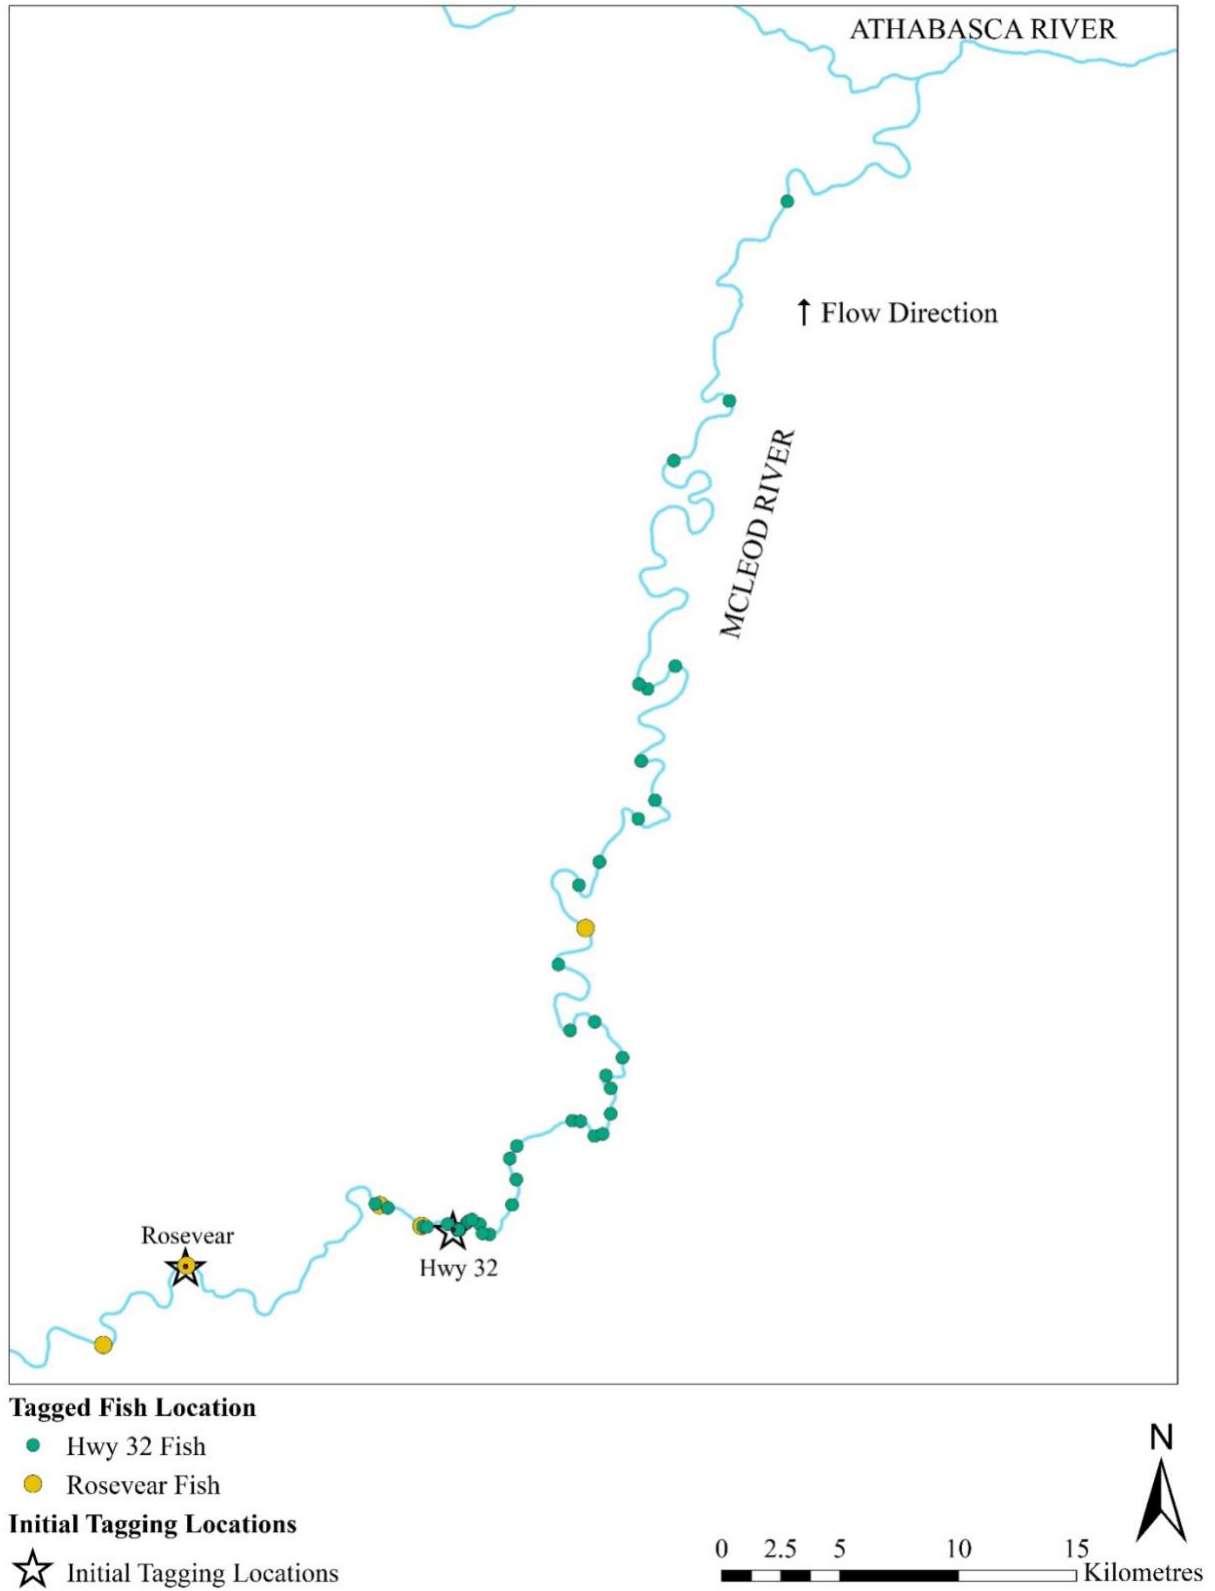 ATHABASCA RIVER
↑ Flow Direction
MCLEOD RIVER
Rosevear
Hwy 32
Tagged Fish Location
Hwy 32 Fish
Rosevear Fish
Initial Tagging Locations
Initial Tagging Locations
N
0 2.5 5 10 15
Kilometres